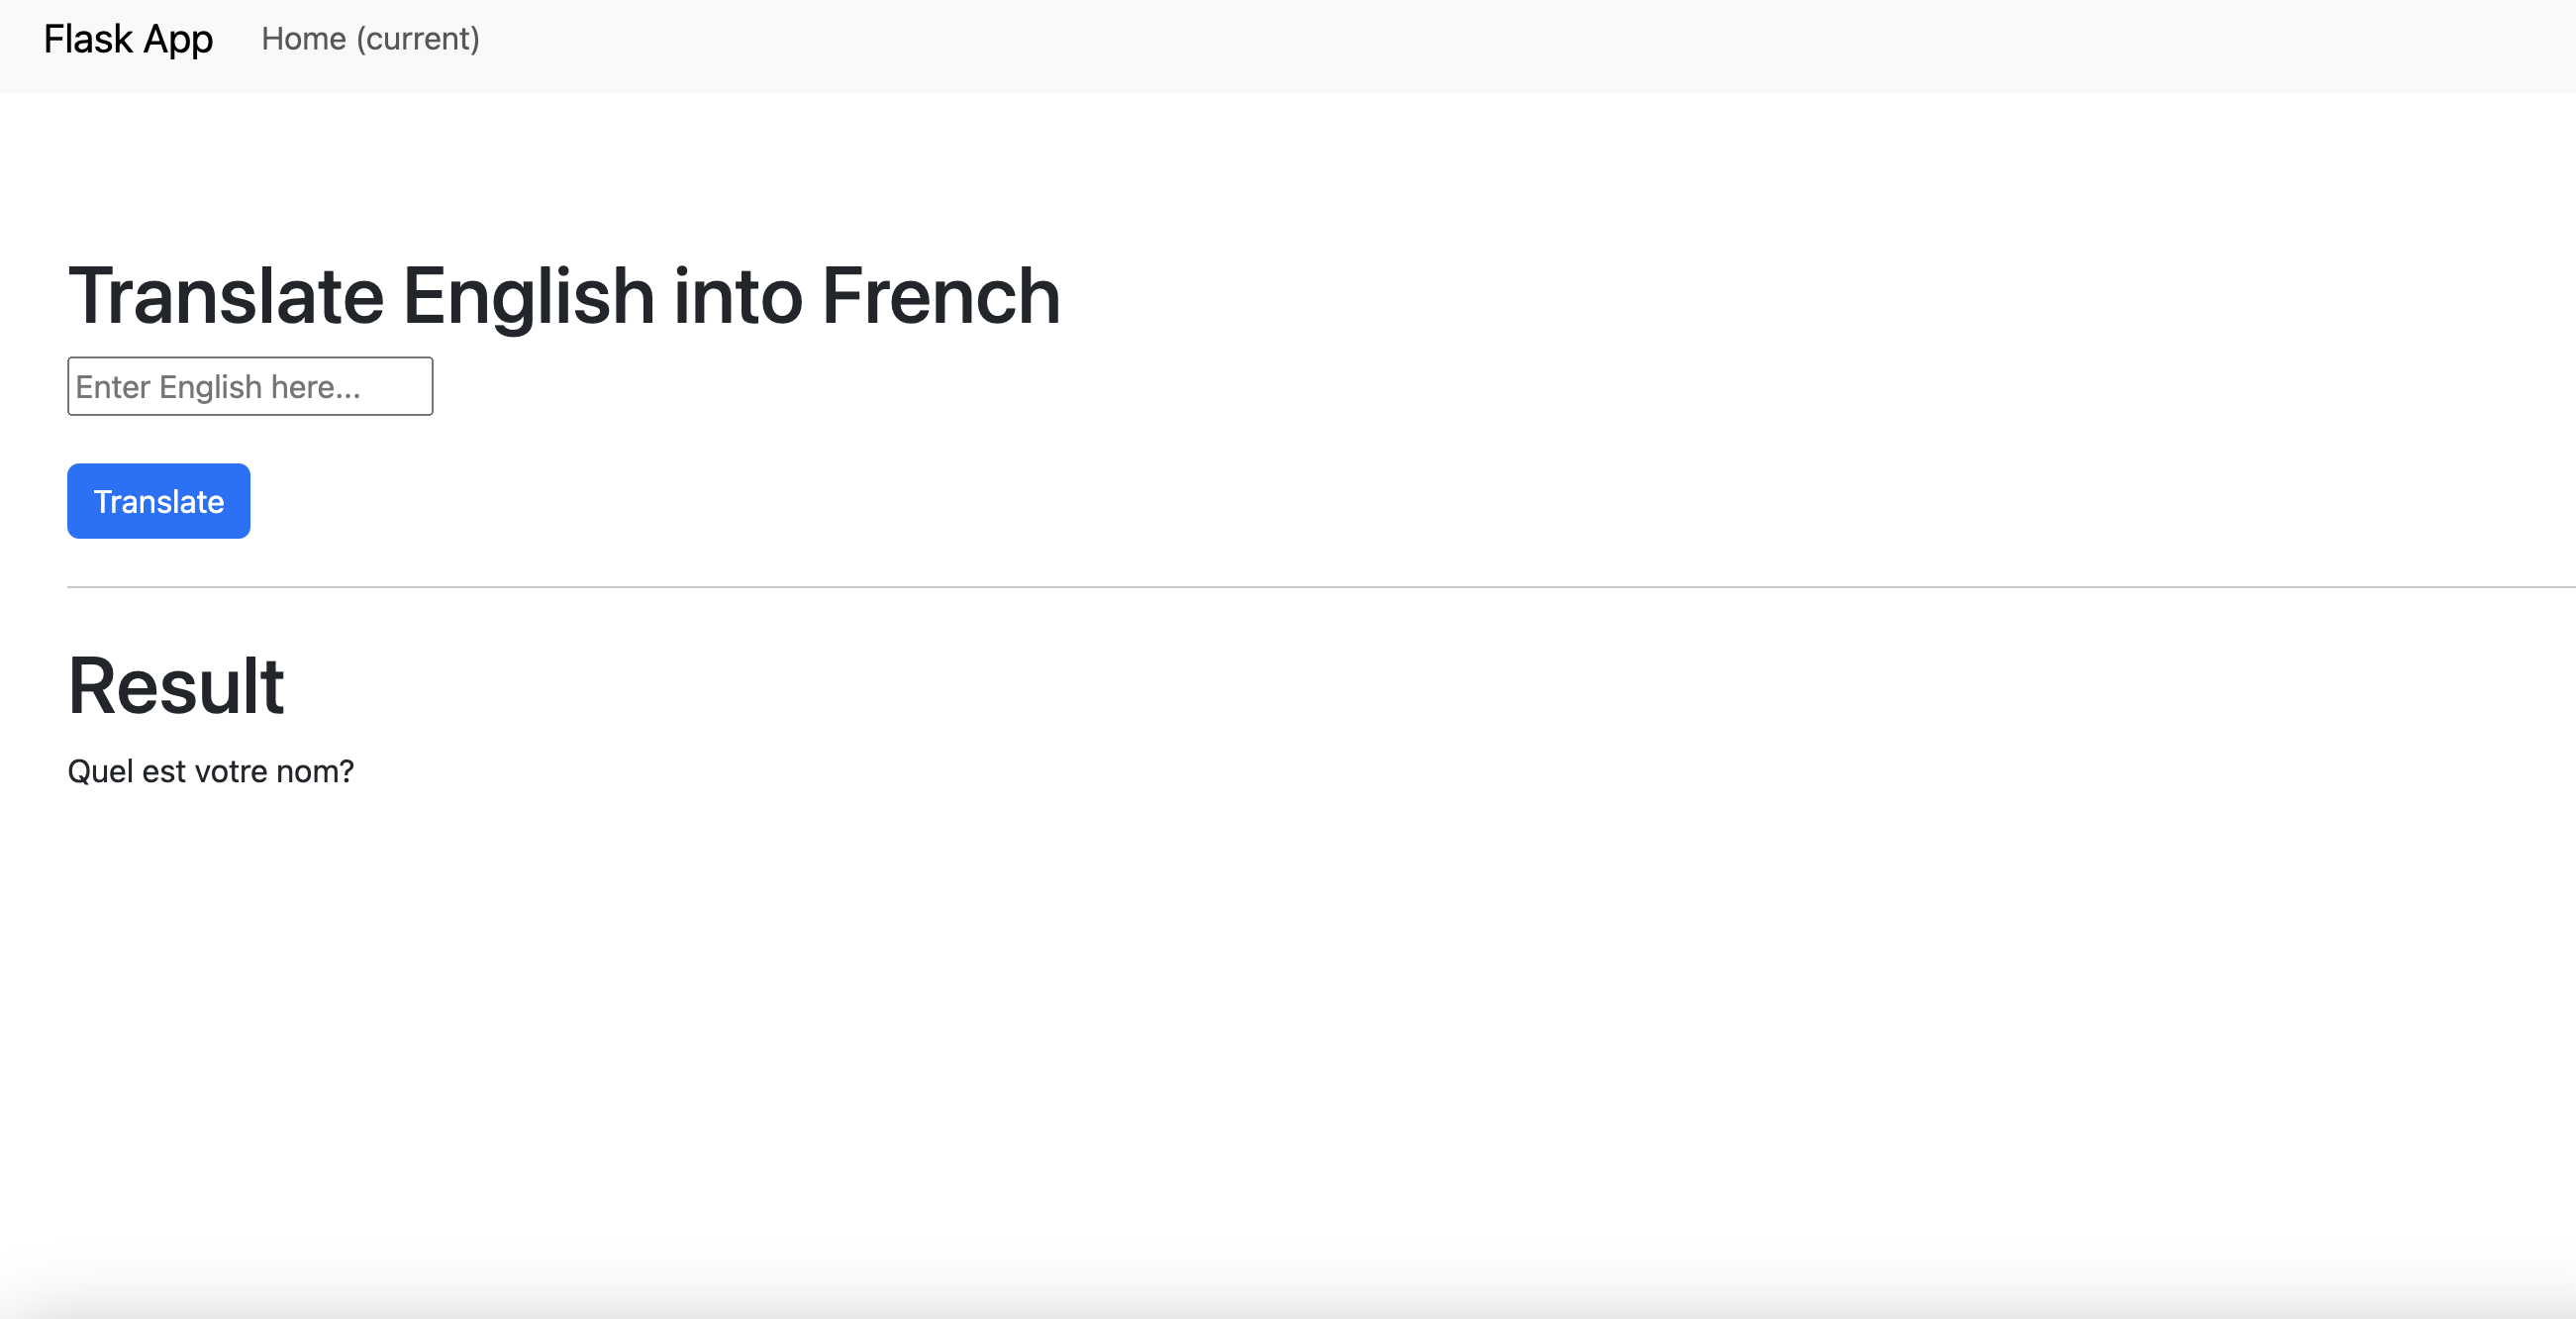 Flask App Home (current)
Translate English into French
Enter English here...
Translate
Result
Quel est votre nom?